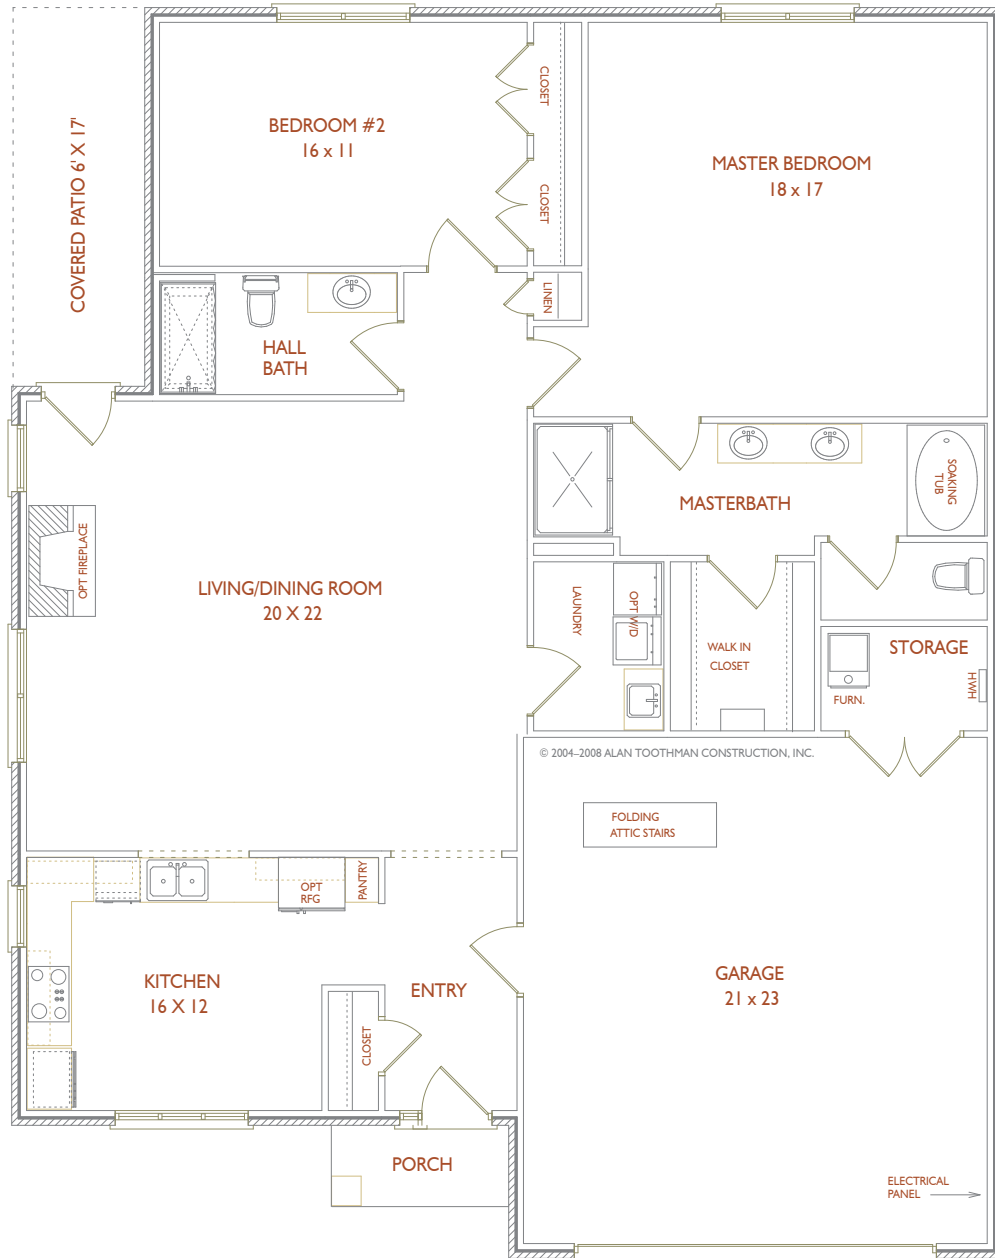 COVERED PATIO 6' X 17'
BEDROOM #2
16 x 11
CLOSET
CLOSET
MASTER BEDROOM
18 x 17
LINEN
HALL
BATH
MASTERBATH
SOAKING
TUB
OPT FIREPLACE
LIVING/DINING ROOM
20 X 22
LAUNDRY
OPT W/D
WALK IN
CLOSET
STORAGE
FURN.
HWH
© 2004–2008 ALAN TOOTHMAN CONSTRUCTION, INC.
FOLDING
ATTIC STAIRS
OPT
RFG
PANTRY
KITCHEN
16 X 12
ENTRY
CLOSET
GARAGE
21 x 23
PORCH
ELECTRICAL
PANEL